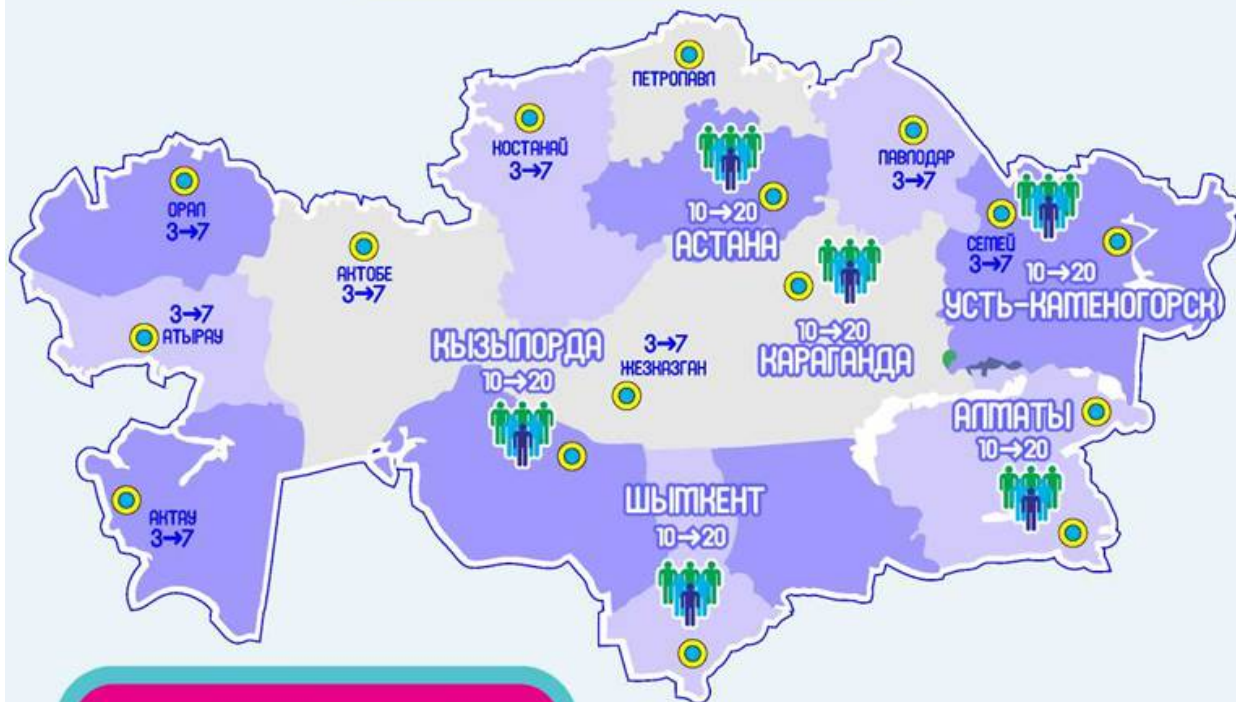 ПЕТРОПАВЛ
КОСТАНАЙ
3→7
ПАВЛОДАР
3→7
ОРАЛ
3→7
10→20
АСТАНА
СЕМЕЙ
3→7
АКТОБЕ
3→7
10→20
УСТЬ-КАМЕНОГОРСК
3→7
АТЫРАУ
КЫЗЫЛОРДА
10→20
3→7
ЖЕЗКАЗГАН
10→20
КАРАГАНДА
АЛМАТЫ
10→20
ШЫМКЕНТ
10→20
АКТАУ
3→7